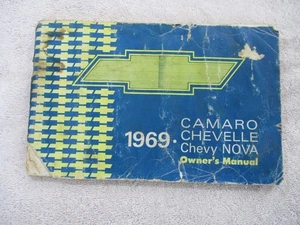 1969•
CAMARO
CHEVELLE
Chevy NOVA
Owner's Manual